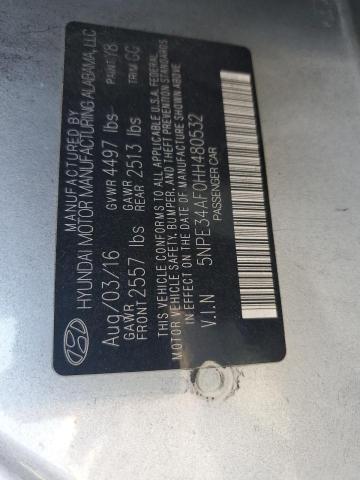 MANUFACTURED BY
HYUNDAI MOTOR MANUFACTURING ALABAMA, LLC
Aug/03/16 GVWR 4497 lbs PAINT Y8
GAWR FRONT 2557 lbs GAWR REAR 2513 lbs TRIM GC
THIS VEHICLE CONFORMS TO ALL APPLICABLE U.S.A. FEDERAL
MOTOR VEHICLE SAFETY, BUMPER, AND THEFT PREVENTION STANDARDS
IN EFFECT ON THE DATE OF MANUFACTURE SHOWN ABOVE.
V.I.N 5NPE34AF0HH480532
PASSENGER CAR